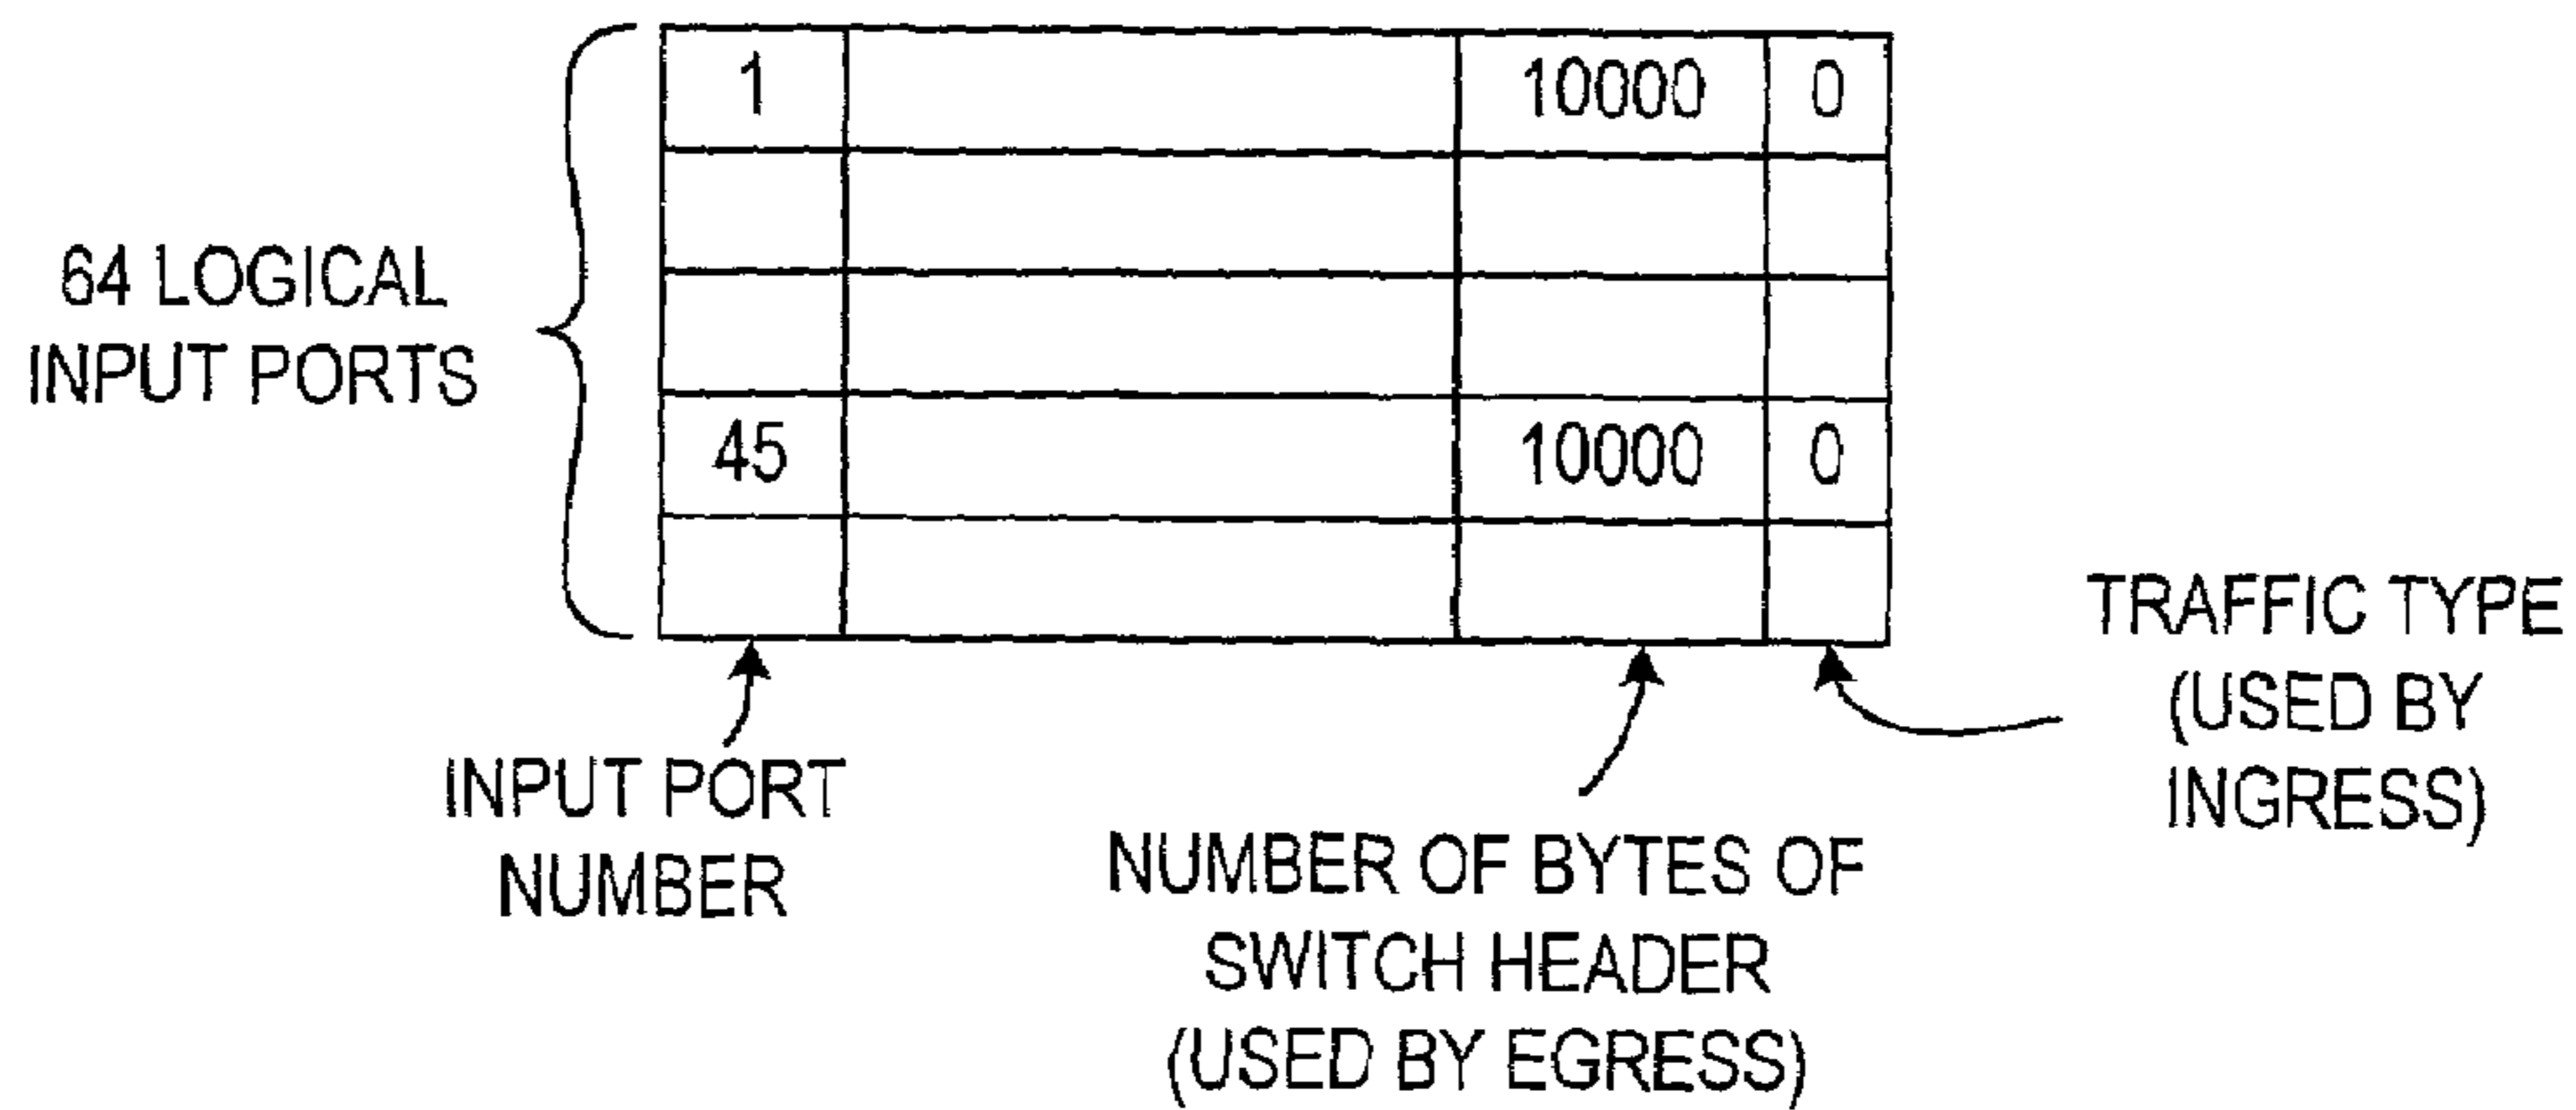 1 10000 0
64 LOGICAL
INPUT PORTS
45 10000 0
INPUT PORT
NUMBER
NUMBER OF BYTES OF
SWITCH HEADER
(USED BY EGRESS)
TRAFFIC TYPE
(USED BY
INGRESS)